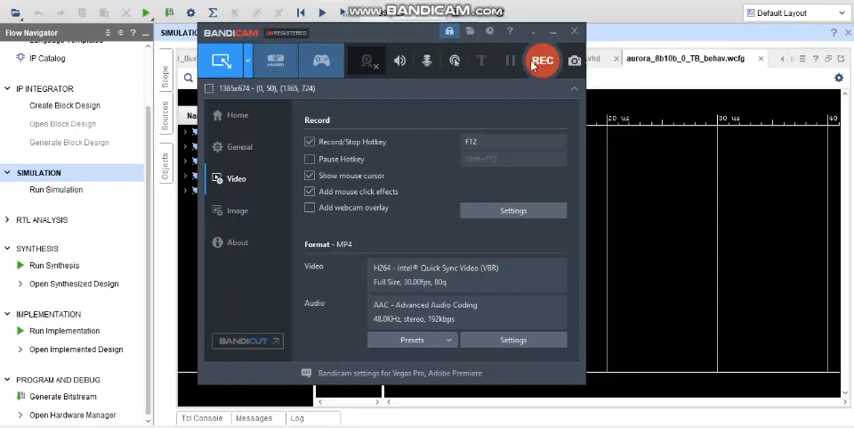 www.BANDICAM.com
Default Layout
Flow Navigator
IP Catalog
IP INTEGRATOR
Create Block Design
Open Block Design
Generate Block Design
SIMULATION
Run Simulation
RTL ANALYSIS
SYNTHESIS
Run Synthesis
Open Synthesized Design
IMPLEMENTATION
Run Implementation
Open Implemented Design
PROGRAM AND DEBUG
Generate Bitstream
Open Hardware Manager
Scope
Sources
Objects
BANDICAM UNREGISTERED
REC
1365x674 - (0, 50), (1365, 724)
Home
General
Video
Image
About
BANDICUT
Record
Record/Stop Hotkey
F12
Pause Hotkey
Shift+F12
Show mouse cursor
Add mouse click effects
Add webcam overlay
Settings
Format - MP4
Video
H264 - Intel® Quick Sync Video (VBR)
Full Size, 30.00fps, 80q
Audio
AAC - Advanced Audio Coding
48.0KHz, stereo, 192kbps
Presets
Settings
Bandicam settings for Vegas Pro, Adobe Premiere
aurora_8b10b_0_TB_behav.wcfg
20 us
30 us
40
Tcl Console
Messages
Log